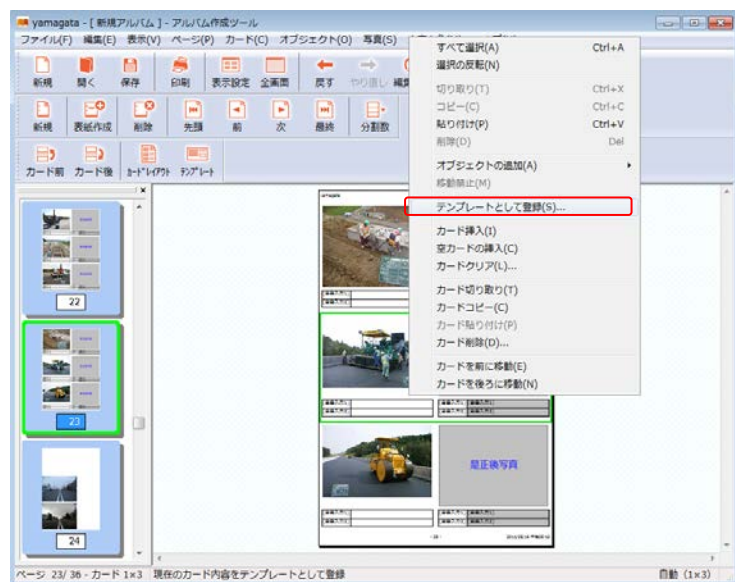 yamagata - [ 新規アルバム ] - アルバム作成ツール
ファイル(F) 編集(E) 表示(V) ページ(P) カード(C) オブジェクト(O) 写真(S)
新規 開く 保存 印刷 表示設定 全画面 戻す やり直し
新規 表紙作成 削除 先頭 前 次 最終 分割数
カード前 カード後 カードレイアウト テンプレート
すべて選択(A) Ctrl+A
選択の反転(N)
切り取り(T) Ctrl+X
コピー(C) Ctrl+C
貼り付け(P) Ctrl+V
削除(D) Del
オブジェクトの追加(A)
移動禁止(M)
テンプレートとして登録(S)...
カード挿入(I)
空カードの挿入(C)
カードクリア(L)...
カード切り取り(T)
カードコピー(C)
カード貼り付け(P)
カード削除(D)...
カードを前に移動(E)
カードを後ろに移動(N)
22
23
24
yamagata
是正後写真
ページ 23/ 36 - カード 1×3 現在のカード内容をテンプレートとして登録 自動 (1×3)